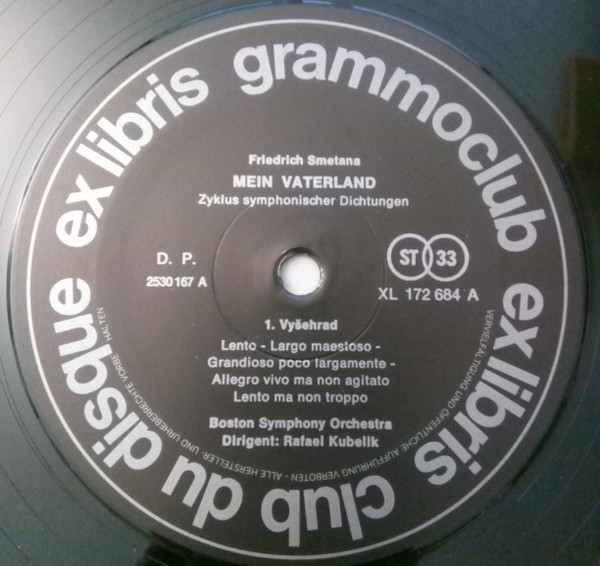 ex libris grammoclub
ex libris club du disque
Friedrich Smetana
MEIN VATERLAND
Zyklus symphonischer Dichtungen
D. P.
2530167 A
ST 33
XL 172 684 A
1. Vyšehrad
Lento - Largo maestoso -
Grandioso poco largamente -
Allegro vivo ma non agitato
Lento ma non troppo
Boston Symphony Orchestra
Dirigent: Rafael Kubelik
VERVIELFÄLTIGUNG UND ÖFFENTLICHE AUFFÜHRUNG VERBOTEN - ALLE HERSTELLER- UND URHEBERRECHTE VORBEHALTEN